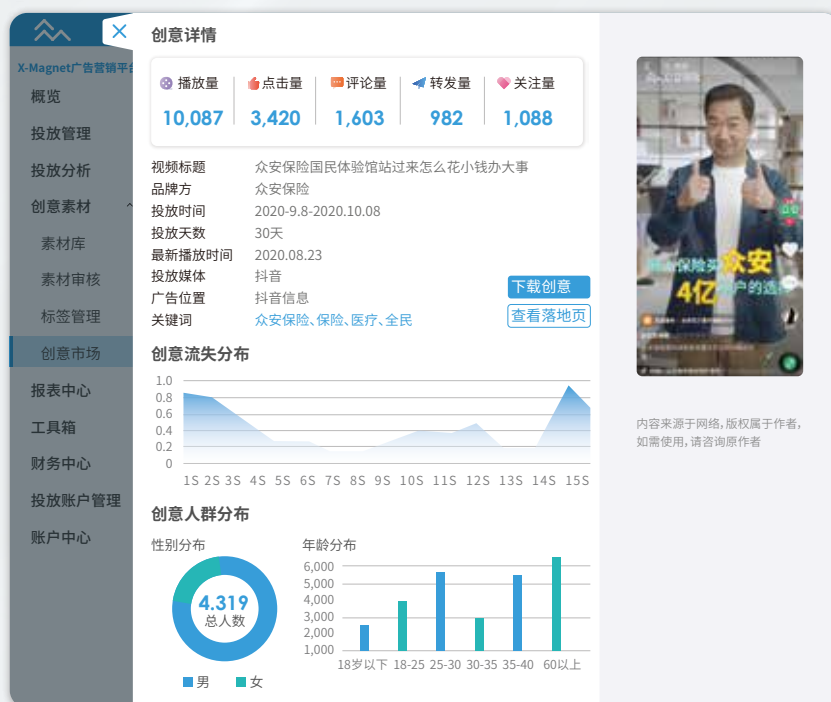 X-Magnet广告营销平台
概览
投放管理
投放分析
创意素材
素材库
素材审核
标签管理
创意市场
报表中心
工具箱
财务中心
投放账户管理
账户中心
创意详情
播放量 点击量 评论量 转发量 关注量
10,087 3,420 1,603 982 1,088
视频标题 众安保险国民体验馆站过来怎么花小钱办大事
品牌方 众安保险
投放时间 2020-9.8-2020.10.08
投放天数 30天
最新播放时间 2020.08.23
投放媒体 抖音
广告位置 抖音信息
关键词 众安保险、保险、医疗、全民
下载创意
查看落地页
创意流失分布
1.0
0.8
0.6
0.4
0.2
0
1S 2S 3S 4S 5S 6S 7S 8S 9S 10S 11S 12S 13S 14S 15S
创意人群分布
性别分布
4.319
总人数
男 女
年龄分布
6,000
5,000
4,000
3,000
2,000
1,000
18岁以下 18-25 25-30 30-35 35-40 60以上
保险买众安
4亿 户的选
内容来源于网络,版权属于作者,
如需使用,请咨询原作者